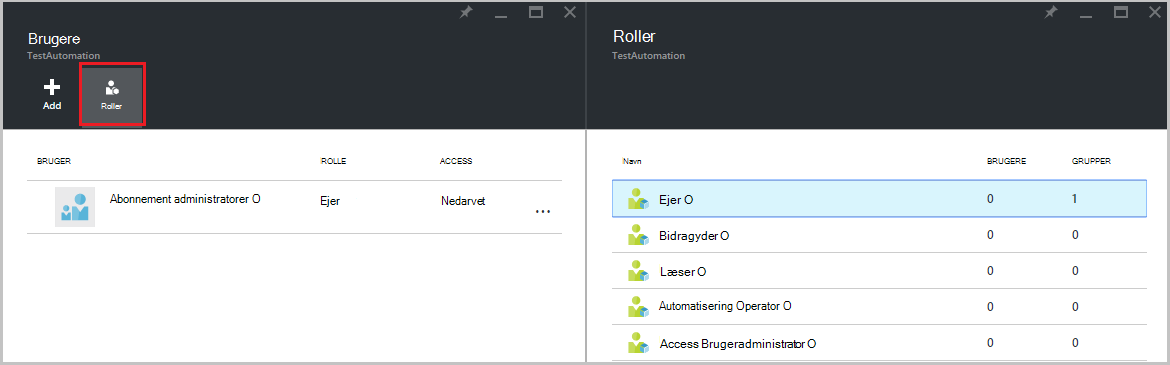 Brugere
TestAutomation
Add
Roller
BRUGER ROLLE ACCESS
Abonnement administratorer O Ejer Nedarvet ...
Roller
TestAutomation
Navn BRUGERE GRUPPER
Ejer O 0 1
Bidragyder O 0 0
Læser O 0 0
Automatisering Operator O 0 0
Access Brugeradministrator O 0 0